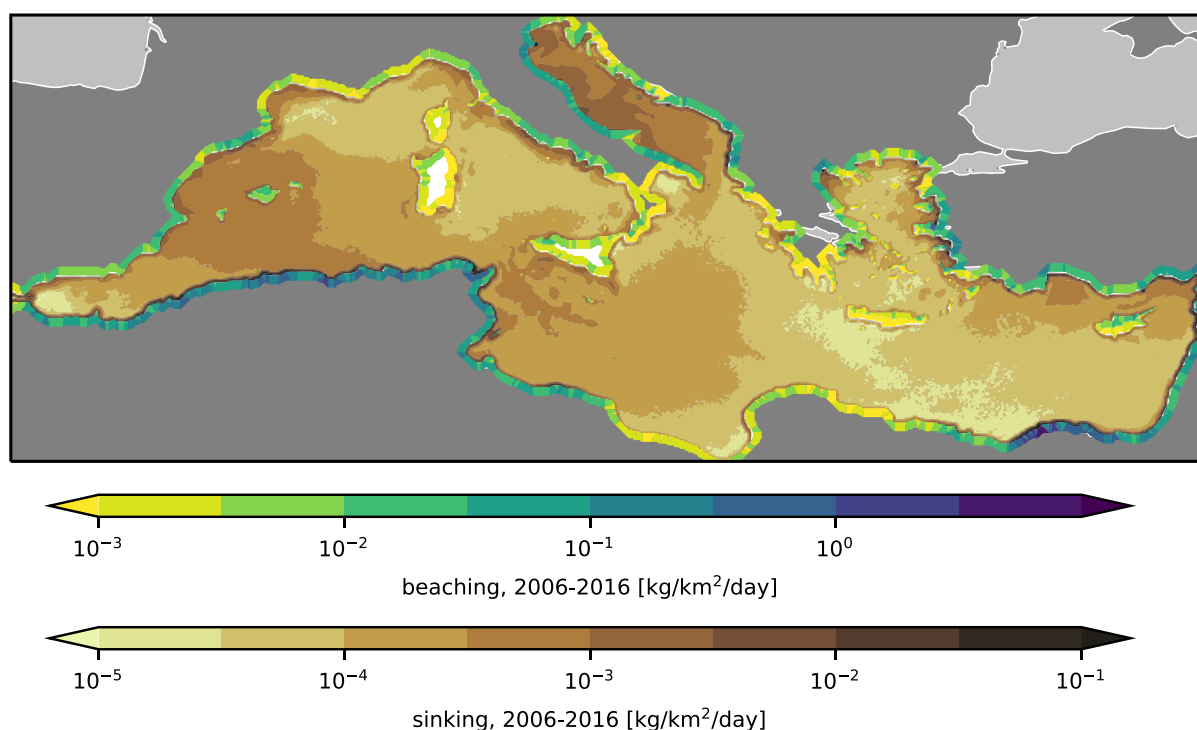 10⁻³ 10⁻² 10⁻¹ 10⁰
beaching, 2006-2016 [kg/km²/day]
10⁻⁵ 10⁻⁴ 10⁻³ 10⁻² 10⁻¹
sinking, 2006-2016 [kg/km²/day]